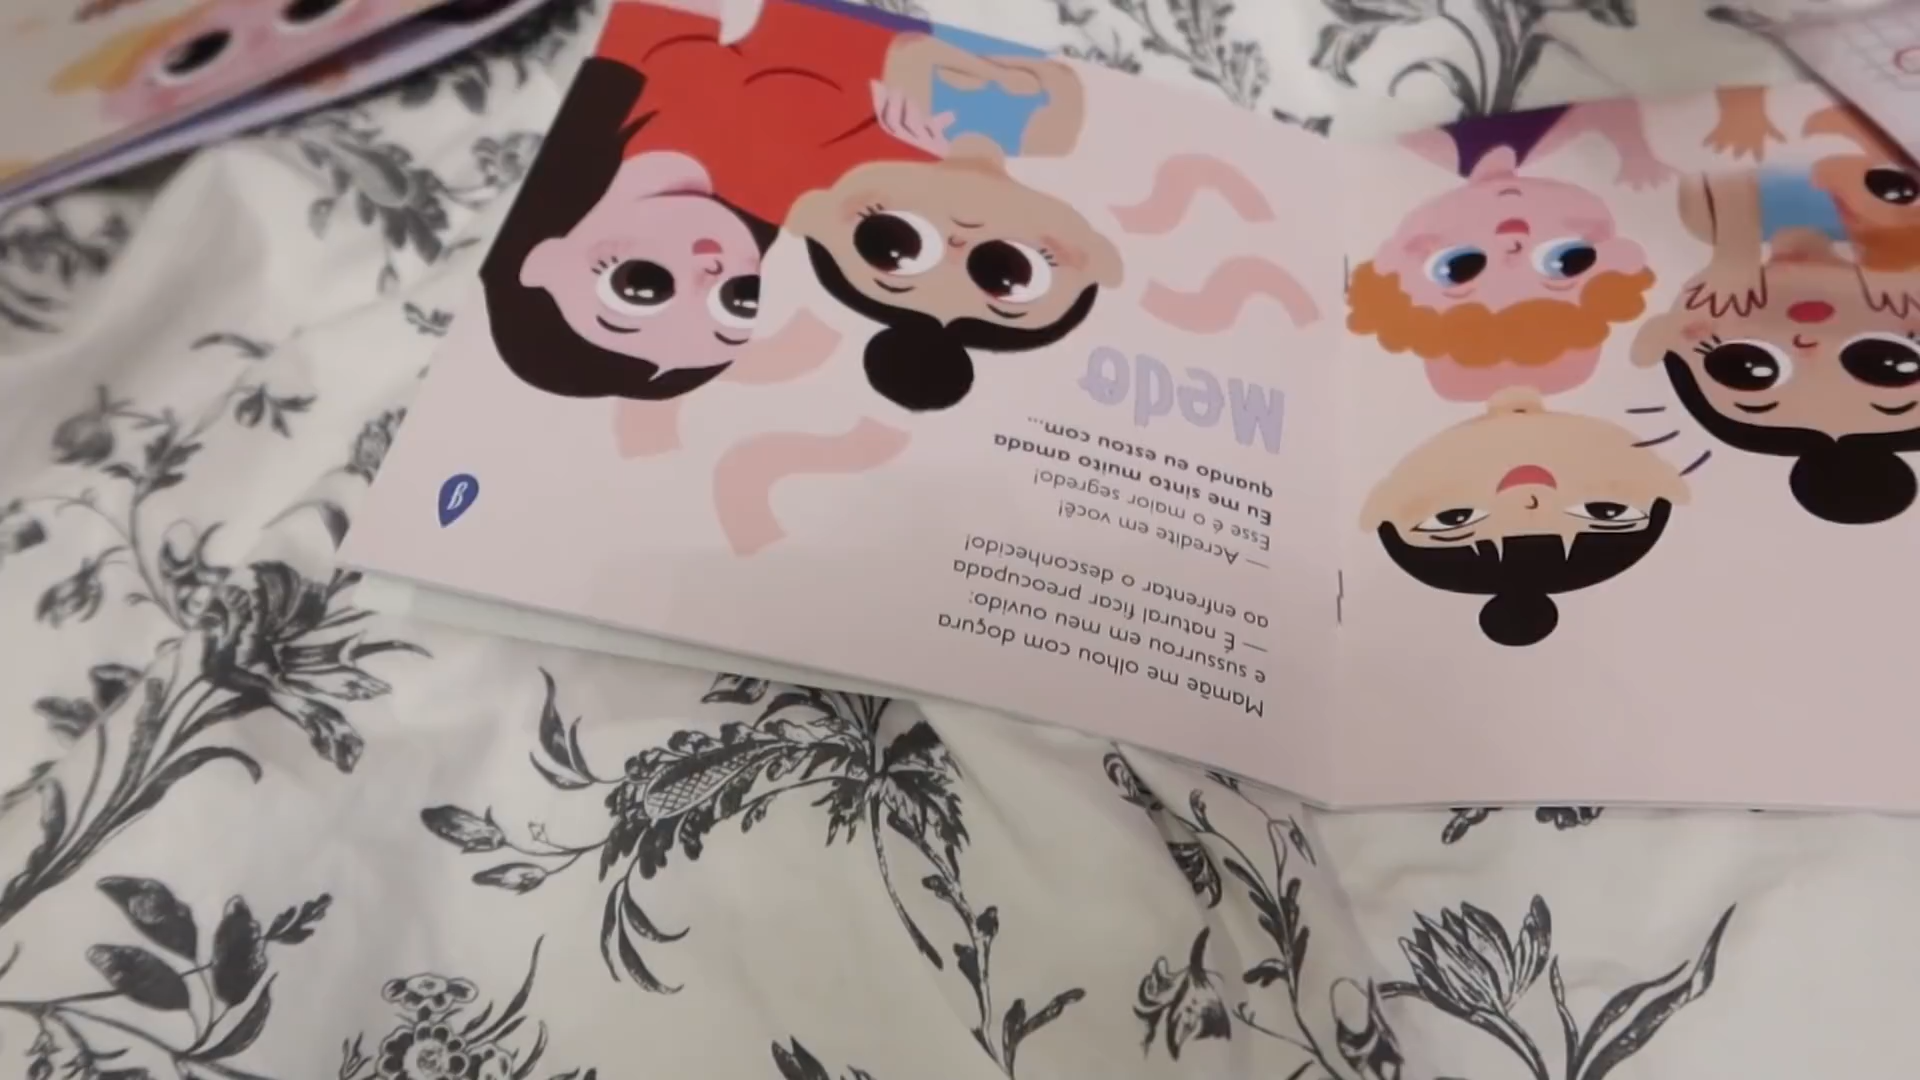 Mamãe me olhou com doçura
e sussurrou em meu ouvido:
— É natural ficar preocupada
ao enfrentar o desconhecido!
— Acredite em você!
Esse é o maior segredo!
Eu me sinto muito amada
quando eu estou com...
Medo
B